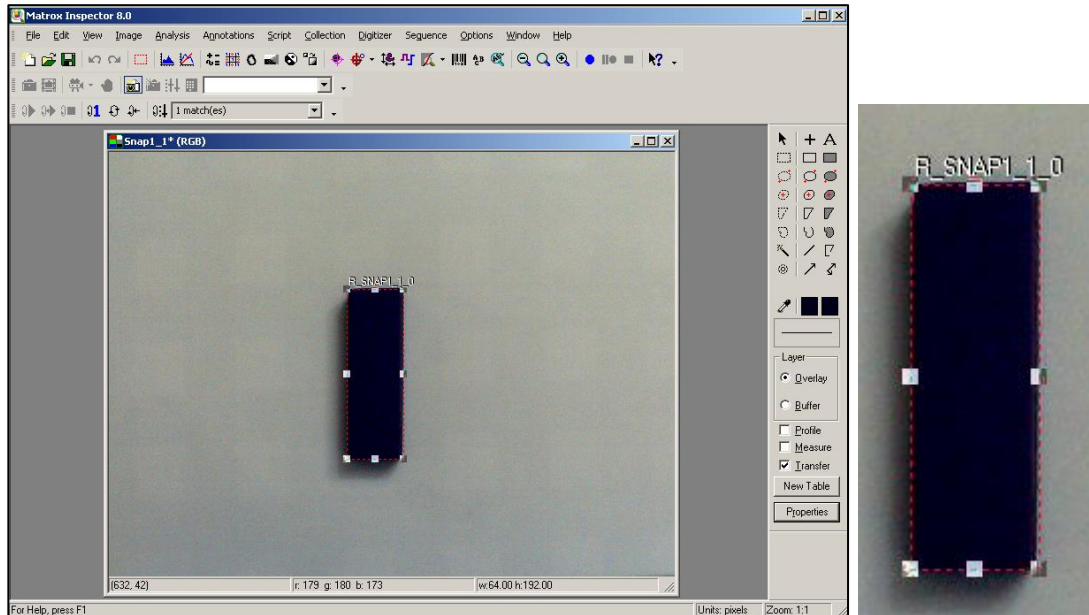 Matrox Inspector 8.0
File Edit View Image Analysis Annotations Script Collection Digitizer Sequence Options Window Help
1 match(es)
Snap1_1* (RGB)
R_SNAP1_1_0
Layer
Overlay
Buffer
Profile
Measure
Transfer
New Table
Properties
(632, 42) r: 179 g: 180 b: 173 w:64.00 h:192.00
For Help, press F1 Units: pixels Zoom: 1:1
R_SNAP1_1_0